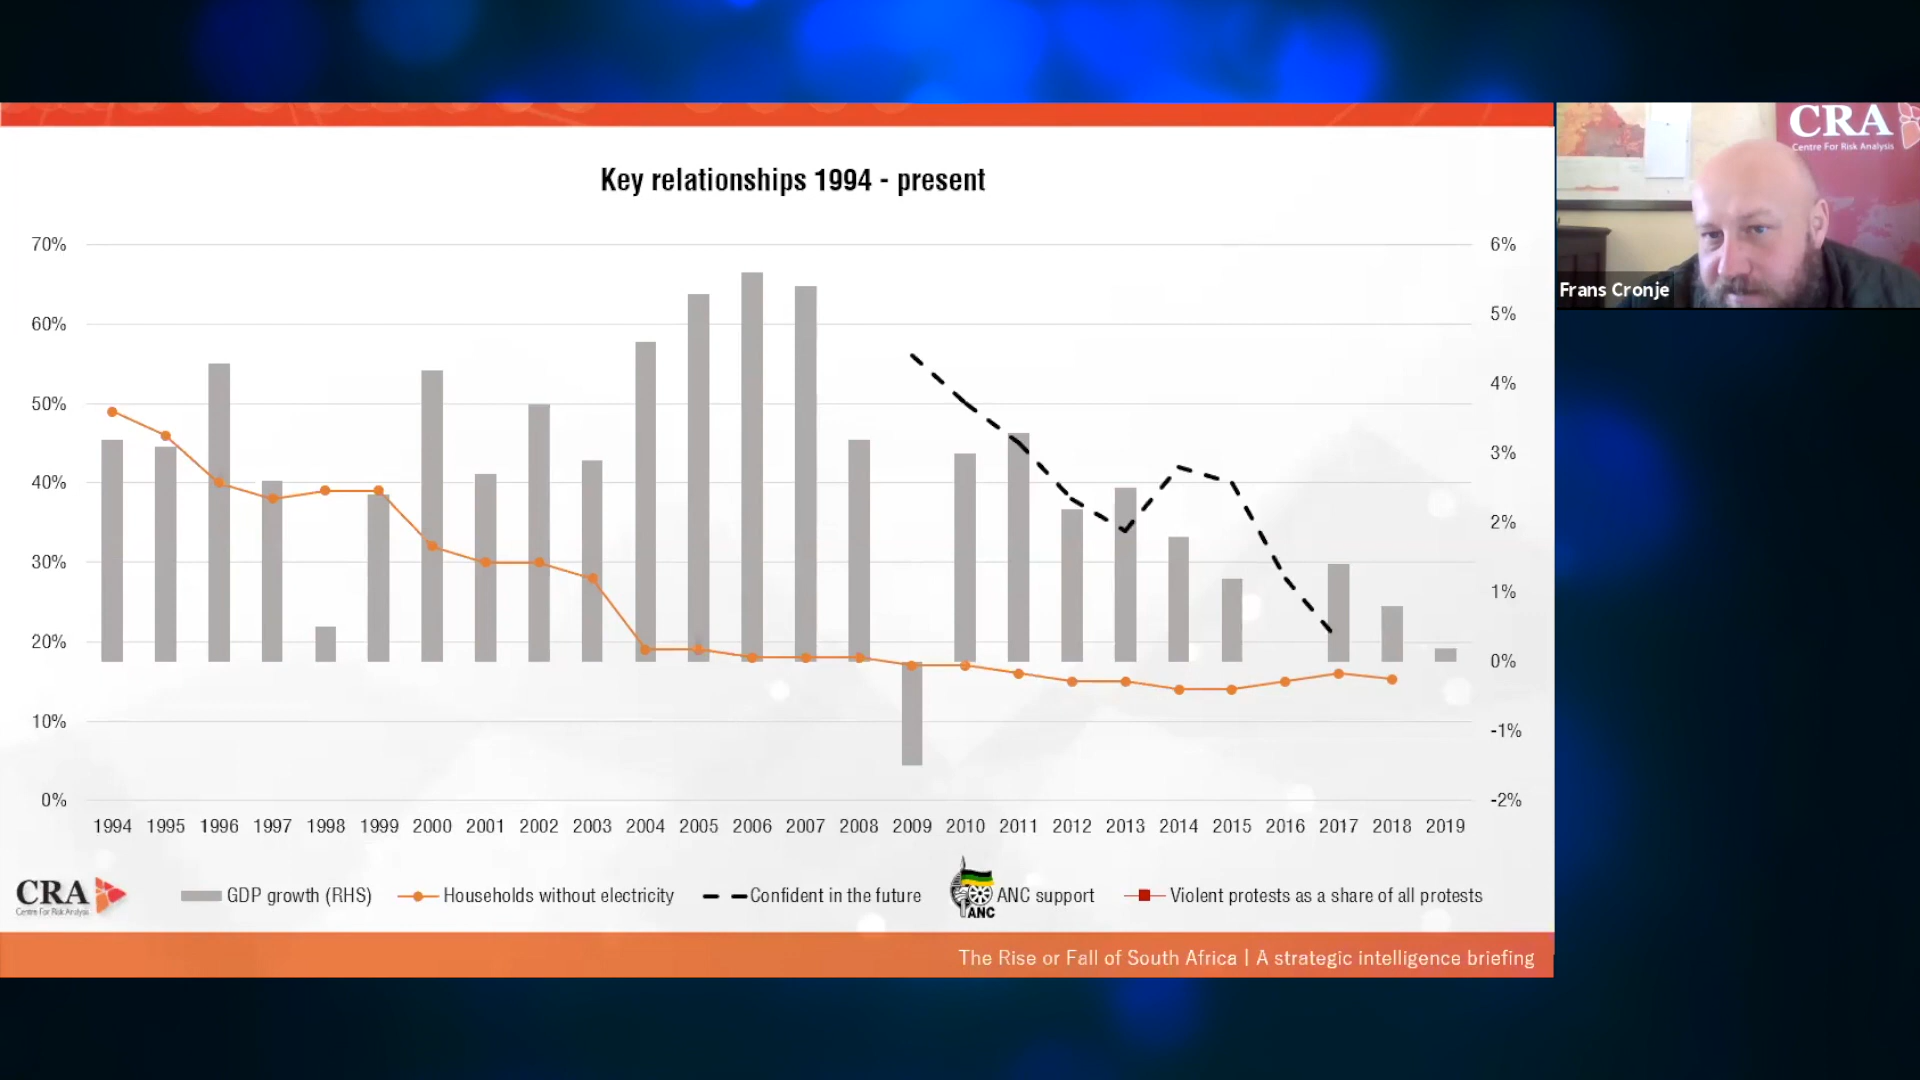 Key relationships 1994 - present
70%
60%
50%
40%
30%
20%
10%
0%
6%
5%
4%
3%
2%
1%
0%
-1%
-2%
1994 1995 1996 1997 1998 1999 2000 2001 2002 2003 2004 2005 2006 2007 2008 2009 2010 2011 2012 2013 2014 2015 2016 2017 2018 2019
CRA
Centre For Risk Analysis
GDP growth (RHS) Households without electricity Confident in the future ANC ANC support Violent protests as a share of all protests
The Rise or Fall of South Africa | A strategic intelligence briefing
CRA
Centre For Risk Analysis
Frans Cronje